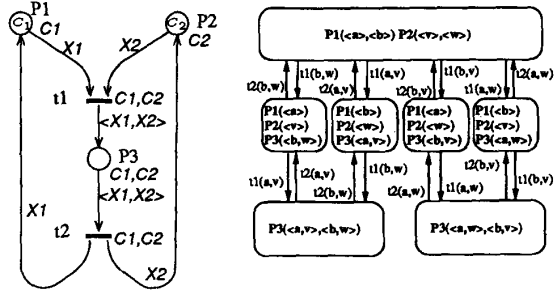 P1
P2
C1
C2
C1
C2
X1
X2
t1
C1,C2
<X1,X2>
P3
C1,C2
<X1,X2>
X1
t2
C1,C2
X2
P1(<a>,<b>) P2(<v>,<w>)
t1(b,w)
t1(a,v)
t1(b,v)
t2(a,w)
t2(b,w)
t2(a,v)
t2(b,v)
t1(a,w)
P1(<a>)
P2(<v>)
P3(<b,w>)
P1(<b>)
P2(<w>)
P3(<a,v>)
P1(<a>)
P2(<w>)
P3(<b,v>)
P1(<b>)
P2(<v>)
P3(<a,w>)
t1(a,v)
t2(a,v)
t2(b,w)
t1(b,w)
t2(a,w)
t1(a,w)
t2(b,v)
t1(b,v)
P3(<a,v>,<b,w>)
P3(<a,w>,<b,v>)